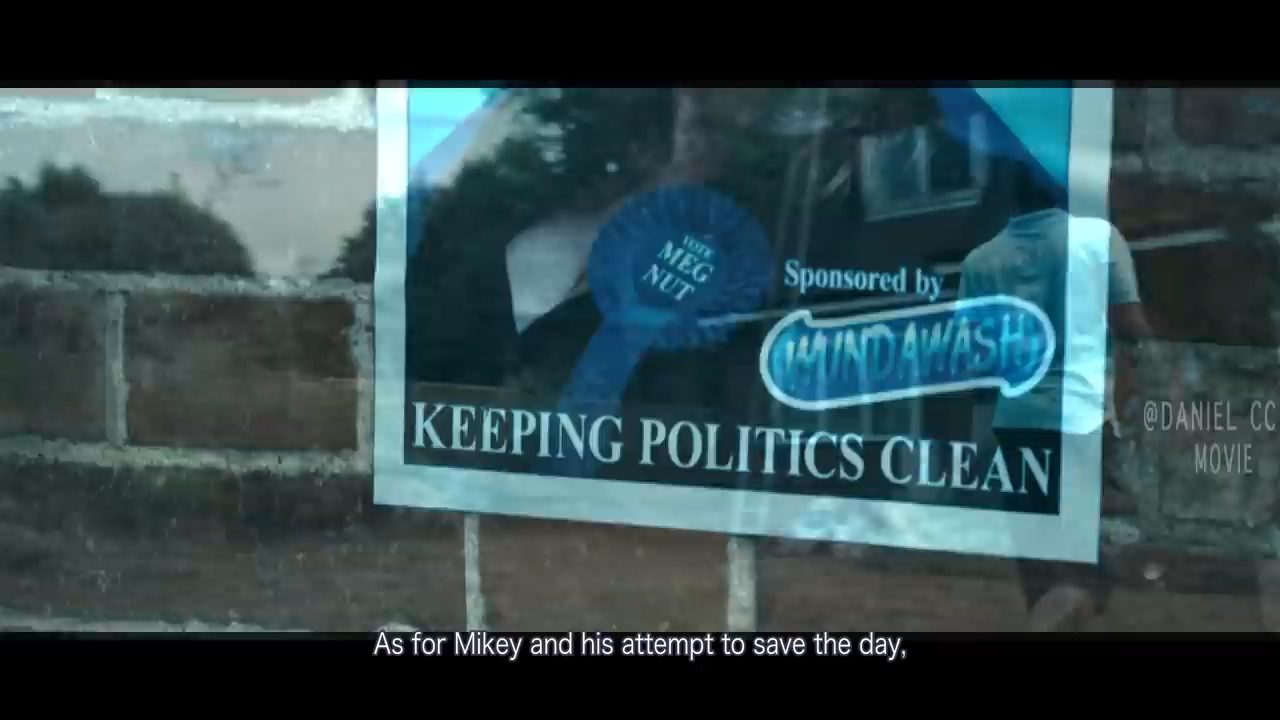 VOTE
MEG
NUT
Sponsored by
WUNDAWASH
KEEPING POLITICS CLEAN
@DANIEL CC
MOVIE
As for Mikey and his attempt to save the day,